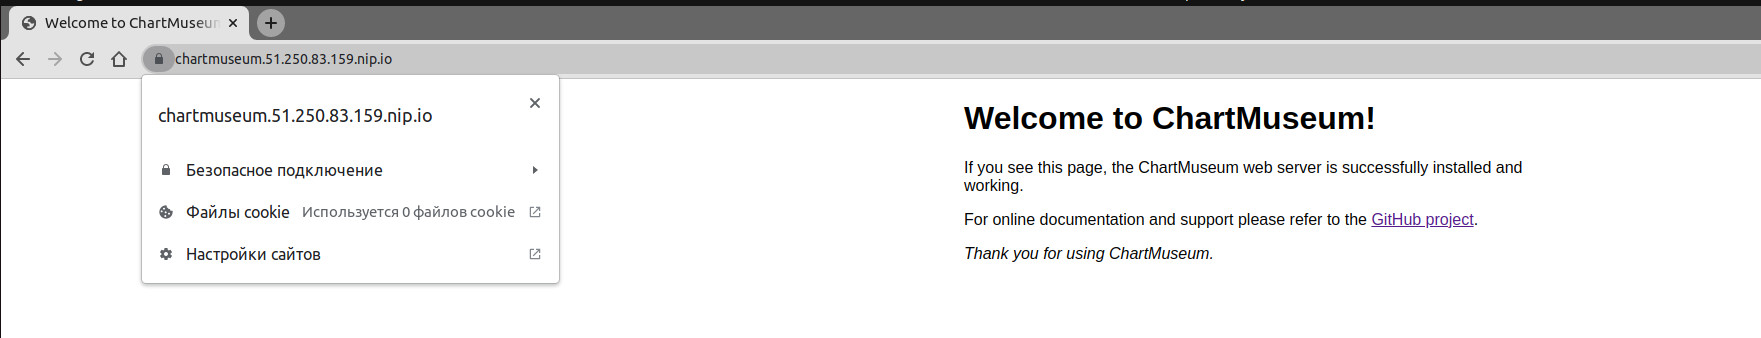 Welcome to ChartMuseum
chartmuseum.51.250.83.159.nip.io
chartmuseum.51.250.83.159.nip.io
Безопасное подключение
Файлы cookie Используется 0 файлов cookie
Настройки сайтов
Welcome to ChartMuseum!
If you see this page, the ChartMuseum web server is successfully installed and
working.
For online documentation and support please refer to the GitHub project.
Thank you for using ChartMuseum.